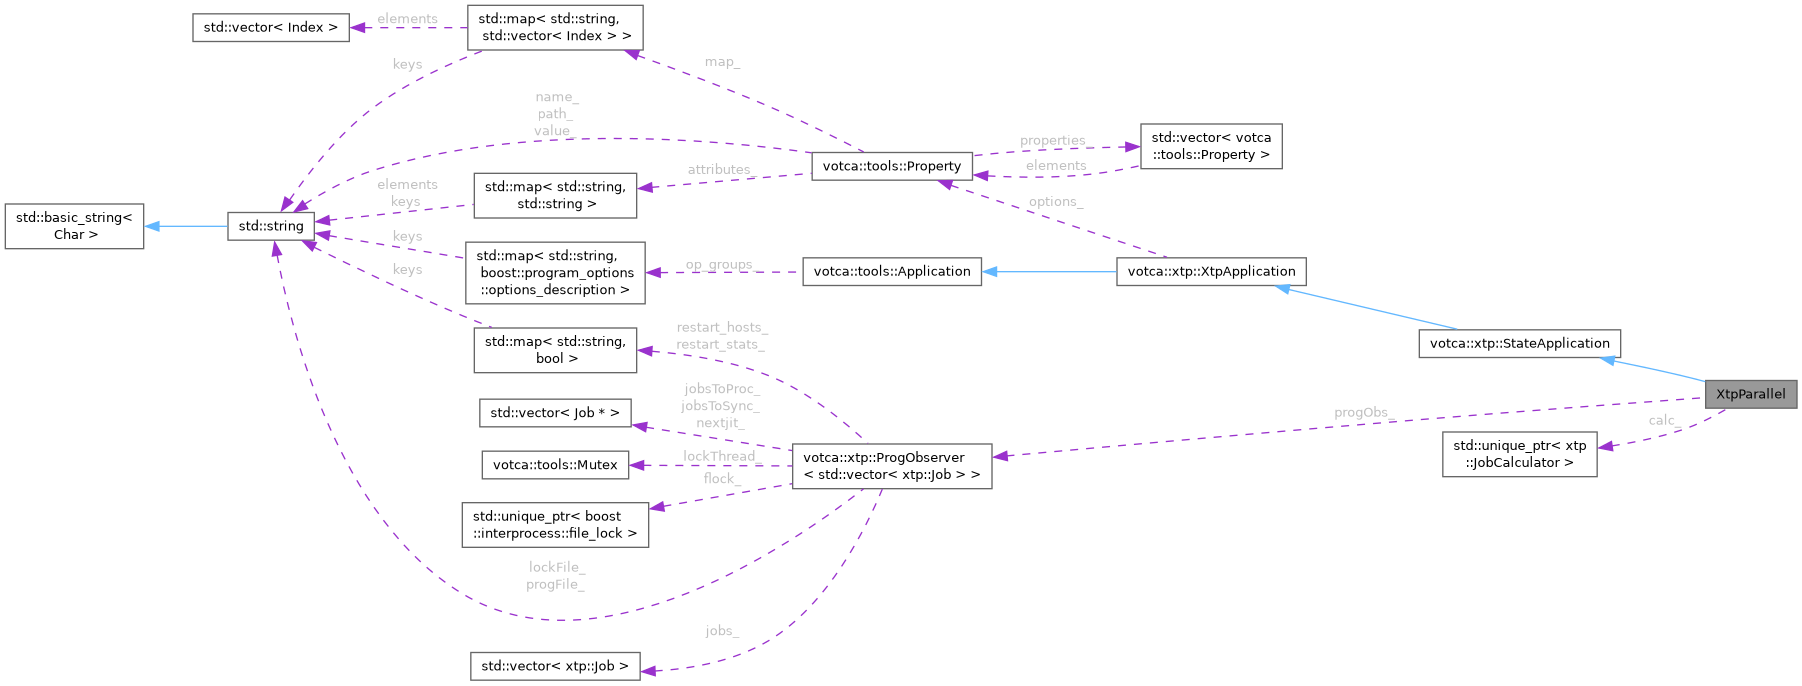 std::vector< Index >
elements
std::map< std::string,
std::vector< Index > >
keys
map_
name_
path_
value_
votca::tools::Property
properties
elements
std::vector< votca
::tools::Property >
attributes_
std::map< std::string,
std::string >
elements
keys
options_
std::basic_string<
Char >
std::string
keys
std::map< std::string,
boost::program_options
::options_description >
op_groups_
votca::tools::Application
votca::xtp::XtpApplication
keys
std::map< std::string,
bool >
restart_hosts_
restart_stats_
votca::xtp::StateApplication
XtpParallel
std::vector< Job * >
jobsToProc_
jobsToSync_
nextjit_
progObs_
calc_
std::unique_ptr< xtp
::JobCalculator >
votca::tools::Mutex
lockThread_
votca::xtp::ProgObserver
< std::vector< xtp::Job > >
flock_
std::unique_ptr< boost
::interprocess::file_lock >
lockFile_
progFile_
jobs_
std::vector< xtp::Job >